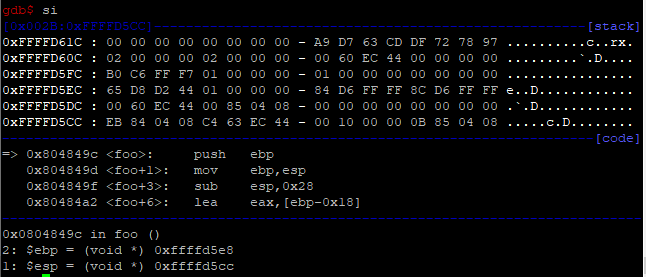 gdb$ si
[0x002B:0xFFFFD5CC]------[stack]
0xFFFFD61C : 00 00 00 00 00 00 00 00 - A9 D7 63 CD DF 72 78 97 ..........c..rx.
0xFFFFD60C : 02 00 00 00 02 00 00 00 - 00 60 EC 44 00 00 00 00 .........`.D....
0xFFFFD5FC : B0 C6 FF F7 01 00 00 00 - 01 00 00 00 00 00 00 00 ................
0xFFFFD5EC : 65 D8 D2 44 01 00 00 00 - 84 D6 FF FF 8C D6 FF FF e..D............
0xFFFFD5DC : 00 60 EC 44 00 85 04 08 - 00 00 00 00 00 00 00 00 .`.D............
0xFFFFD5CC : EB 84 04 08 C4 63 EC 44 - 00 10 00 00 0B 85 04 08 .....c.D........
[code]
=> 0x804849c <foo>: push ebp
0x804849d <foo+1>: mov ebp,esp
0x804849f <foo+3>: sub esp,0x28
0x80484a2 <foo+6>: lea eax,[ebp-0x18]
0x0804849c in foo ()
2: $ebp = (void *) 0xffffd5e8
1: $esp = (void *) 0xffffd5cc